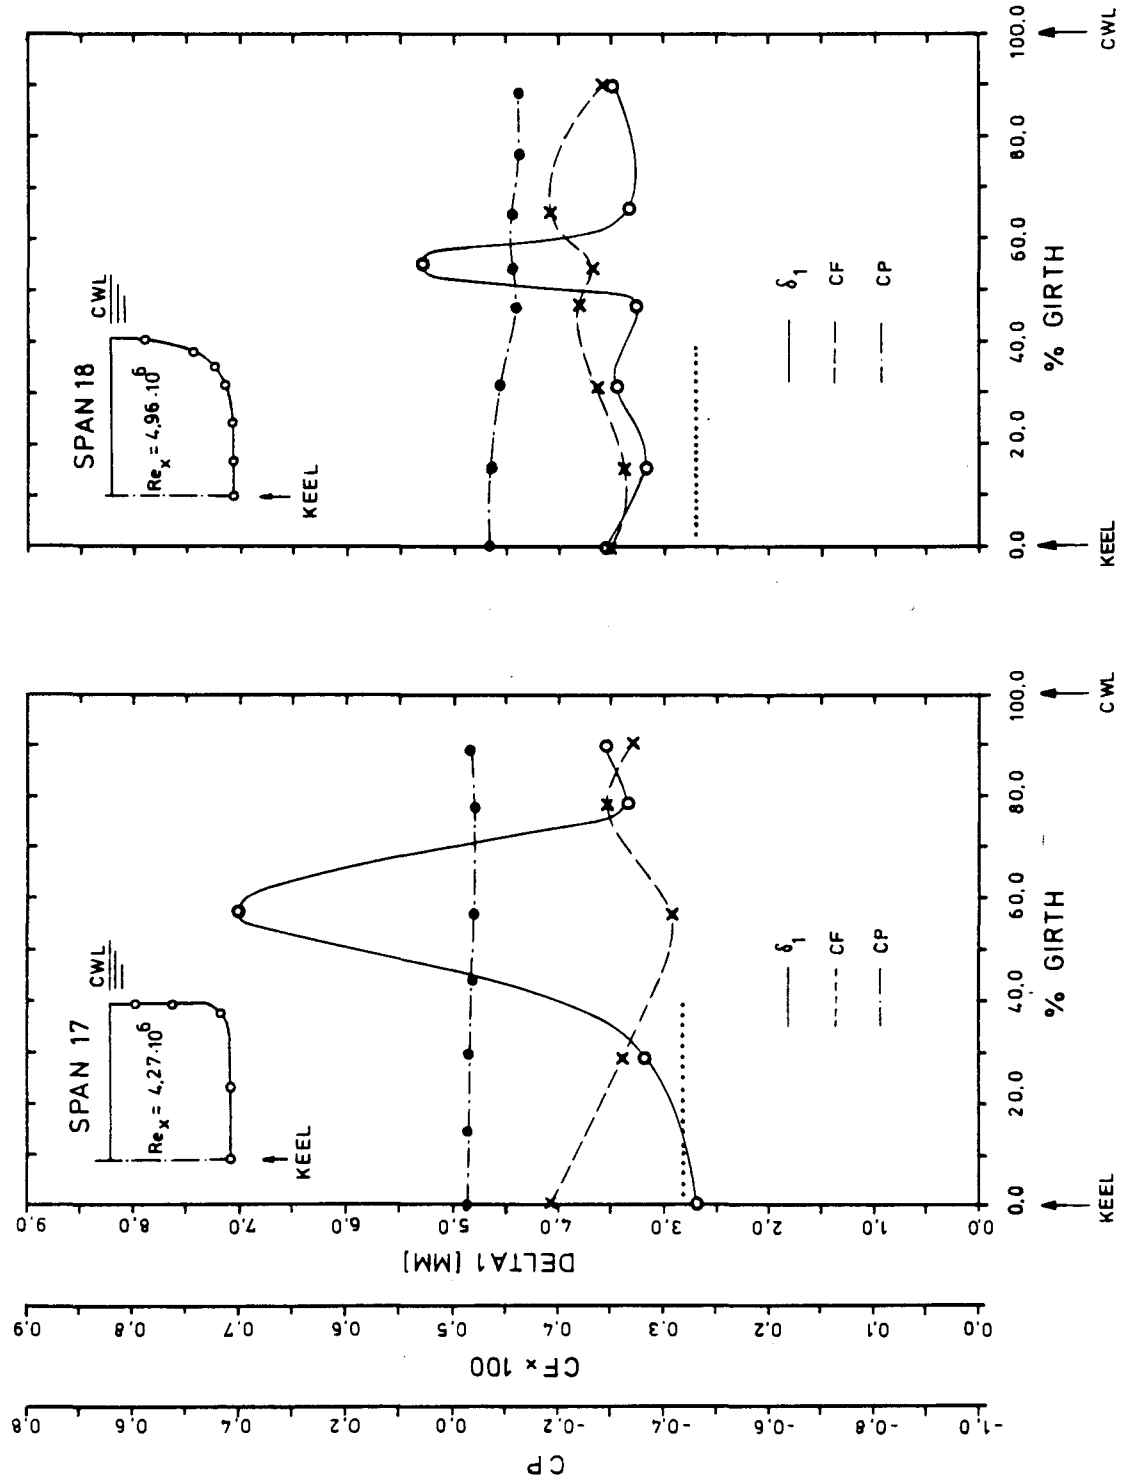 SPAN 17
CWL
Re_x = 4,27·10^6
KEEL
δ_1
CF
CP
0,0 20,0 40,0 60,0 80,0 100,0
% GIRTH
KEEL
CWL
SPAN 18
CWL
Re_x = 4,96·10^6
KEEL
δ_1
CF
CP
0,0 20,0 40,0 60,0 80,0 100,0
% GIRTH
KEEL
CWL
DELTA1 [MM]
0,0 1,0 2,0 3,0 4,0 5,0 6,0 7,0 8,0 9,0
CF × 100
0,0 0,1 0,2 0,3 0,4 0,5 0,6 0,7 0,8 0,9
CP
-1,0 -0,8 -0,6 -0,4 -0,2 0,0 0,2 0,4 0,6 0,8